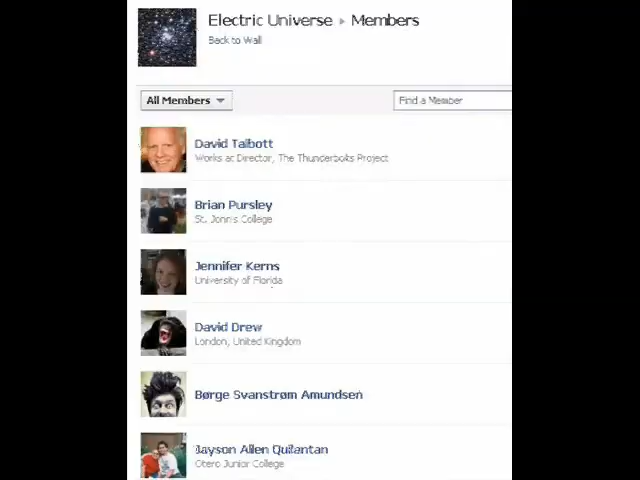 Electric Universe ▸ Members
Back to Wall
All Members
Find a Member
David Talbott
Works at Director, The Thunderbolts Project
Brian Pursley
St. John's College
Jennifer Kerns
University of Florida
David Drew
London, United Kingdom
Børge Svanstrøm Amundsen
Jayson Allen Quilantan
Otero Junior College